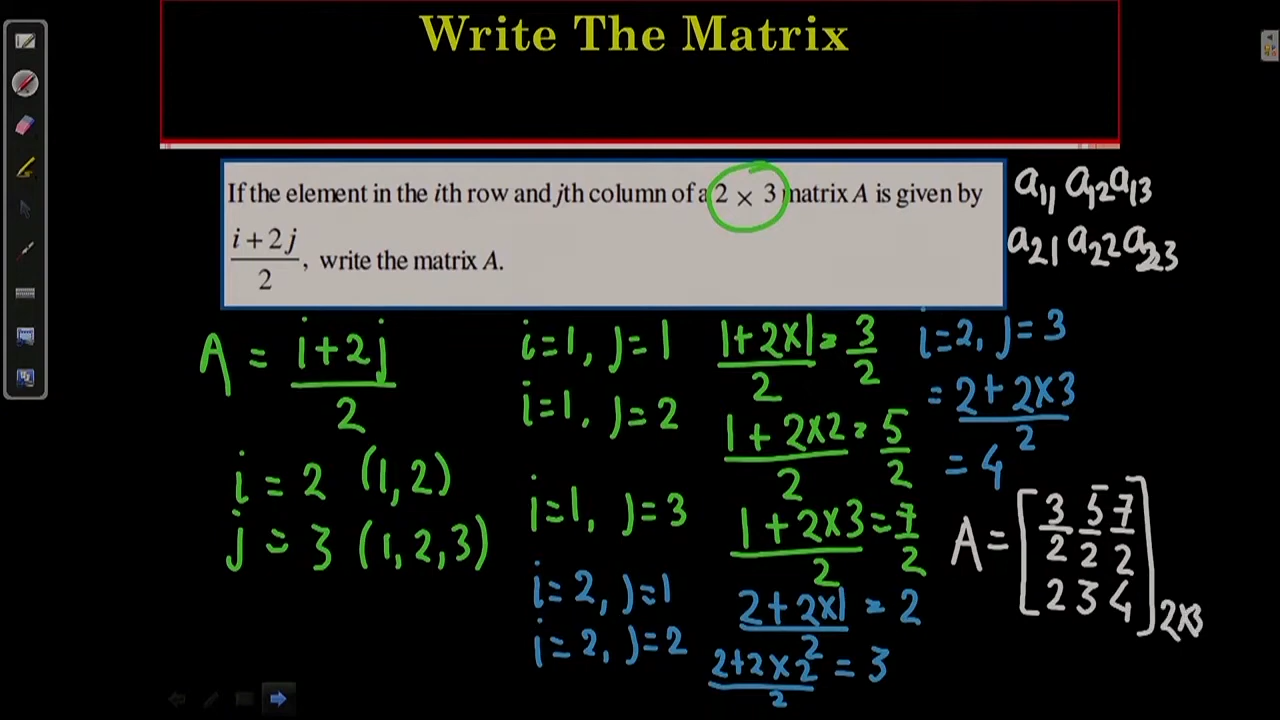 Write The Matrix
If the element in the ith row and jth column of a 2 × 3 matrix A is given by
(i + 2j)/2, write the matrix A.
a11 a12 a13
a21 a22 a23
A = (i+2j)/2
i = 2 (1,2)
j = 3 (1,2,3)
i=1, j=1 (1+2×1)/2 = 3/2
i=1, j=2 (1+2×2)/2 = 5/2
i=1, j=3 (1+2×3)/2 = 7/2
i=2, j=1 (2+2×1)/2 = 2
i=2, j=2 (2+2×2)/2 = 3
i=2, j=3
= (2+2×3)/2
= 4
A = [3/2 5/2 7/2
2 3 4] 2×3